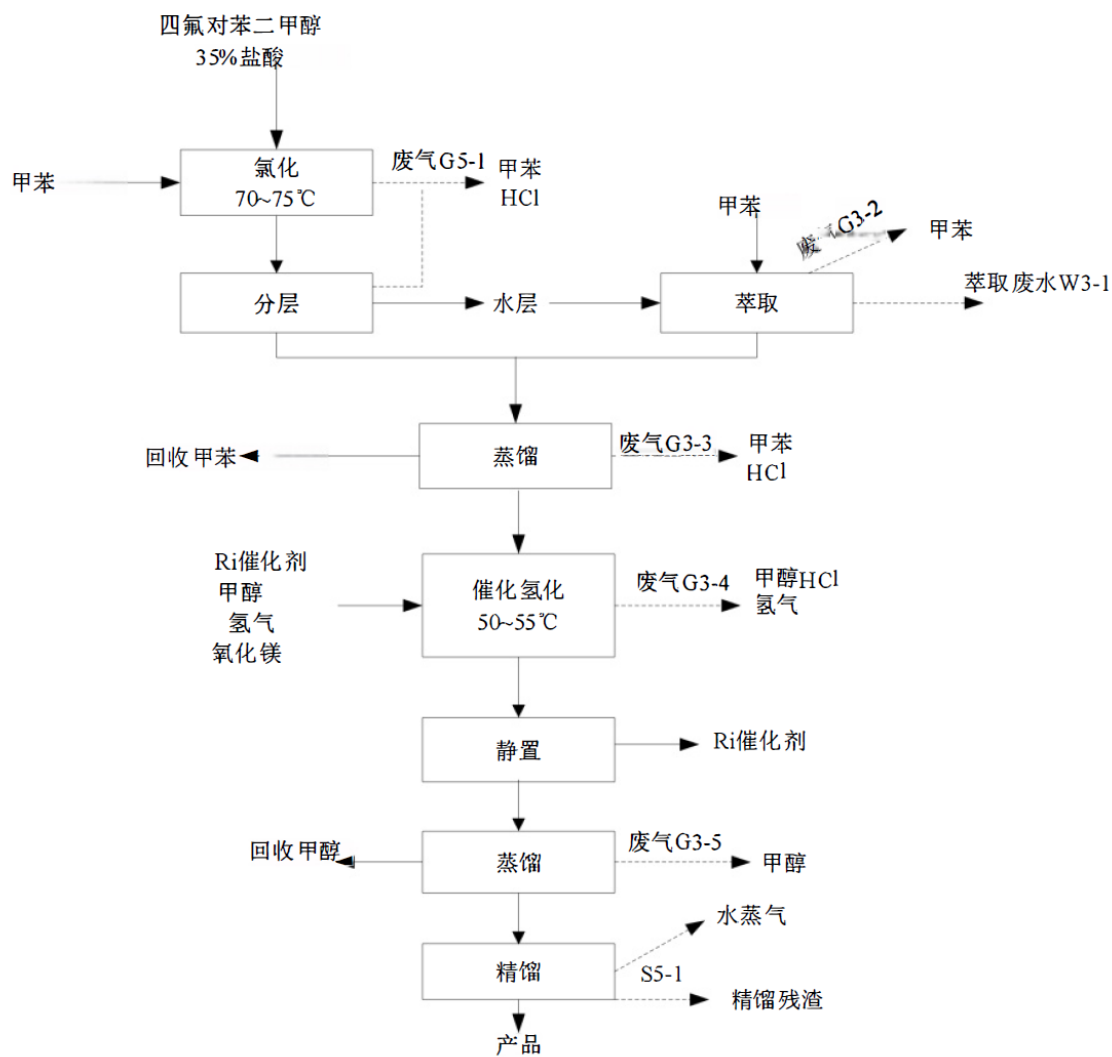 四氟对苯二甲醇
35%盐酸
甲苯
氯化
70~75℃
废气G5-1
甲苯
HCl
分层
水层
甲苯
萃取
废气G3-2
甲苯
萃取废水W3-1
回收甲苯
蒸馏
废气G3-3
甲苯
HCl
Ri催化剂
甲醇
氢气
氧化镁
催化氢化
50~55℃
废气G3-4
甲醇HCl
氢气
静置
Ri催化剂
回收甲醇
蒸馏
废气G3-5
甲醇
精馏
水蒸气
S5-1
精馏残渣
产品